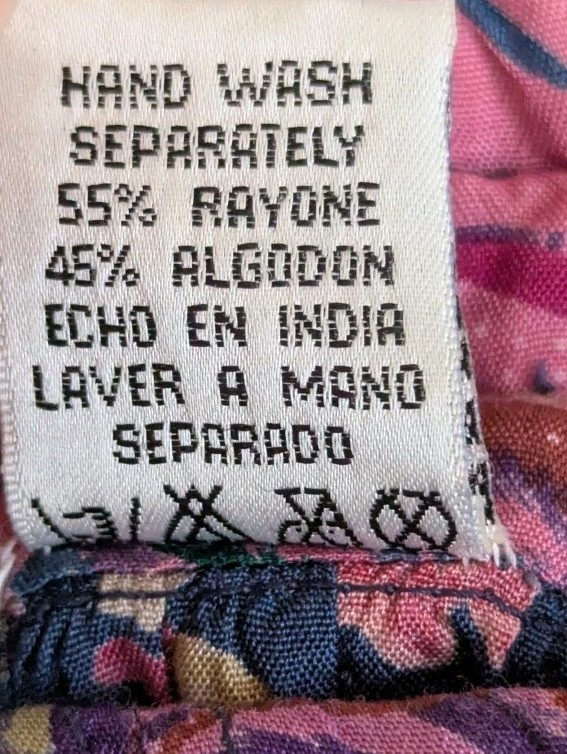 HAND WASH
SEPARATELY
55% RAYONE
45% ALGODON
ECHO EN INDIA
LAVER A MANO
SEPARADO